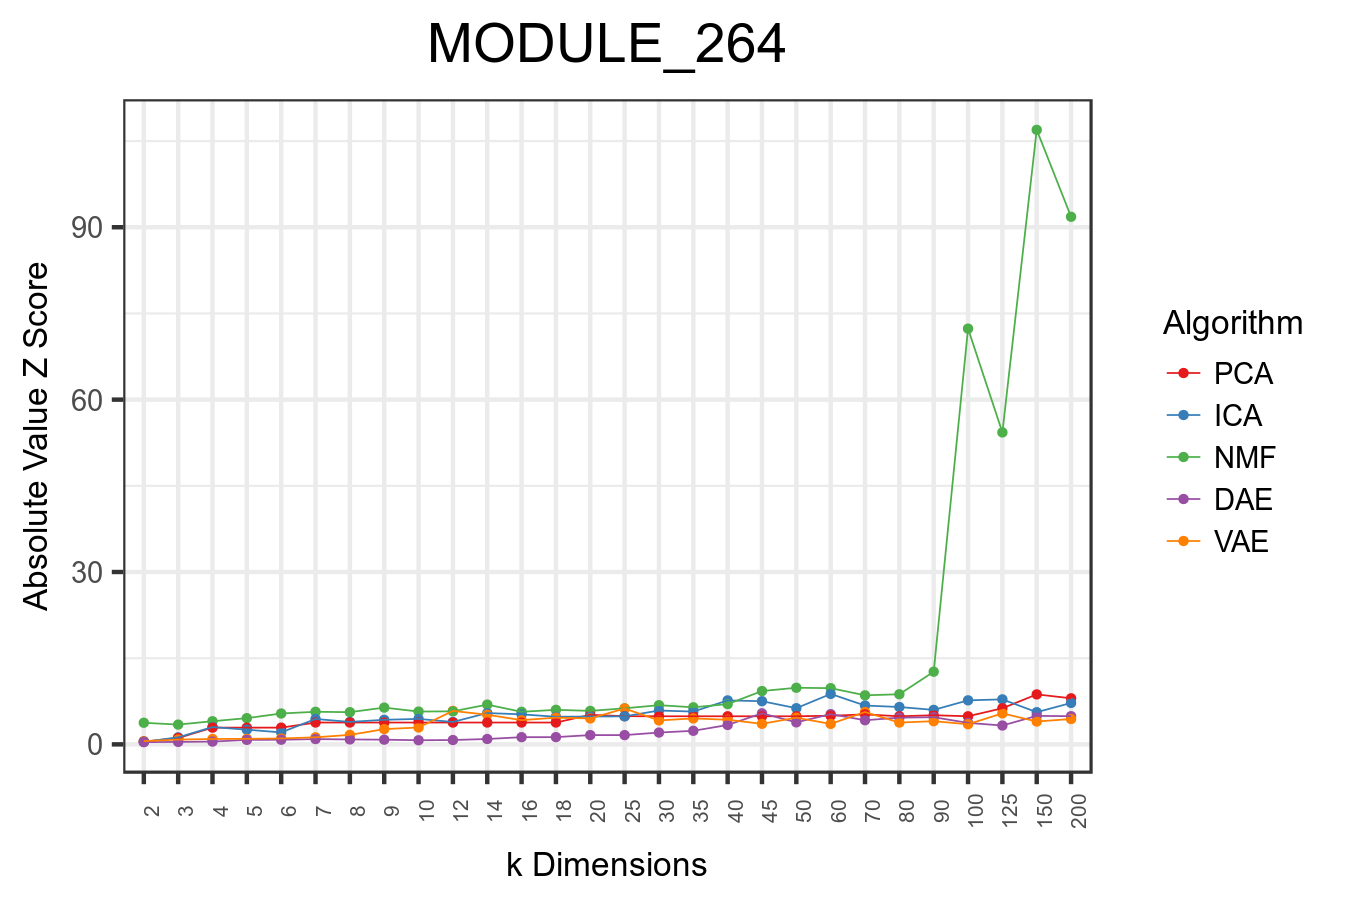 MODULE_264
Absolute Value Z Score
90
60
30
0
2 3 4 5 6 7 8 9 10 12 14 16 18 20 25 30 35 40 45 50 60 70 80 90 100 125 150 200
k Dimensions
Algorithm
PCA
ICA
NMF
DAE
VAE